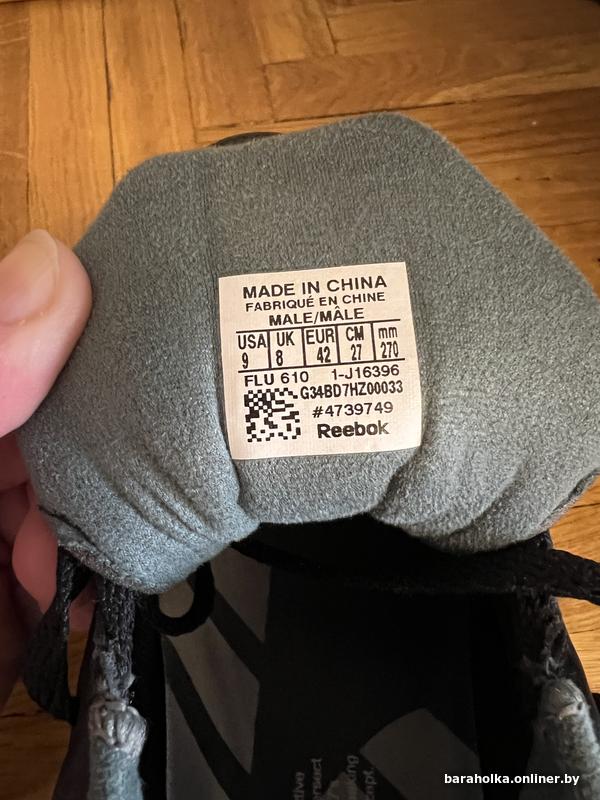 MADE IN CHINA
FABRIQUÉ EN CHINE
MALE/MÂLE
USA UK EUR CM mm
9 8 42 27 270
FLU 610 1-J16396
G34BD7HZ00033
#4739749
Reebok
baraholka.onliner.by